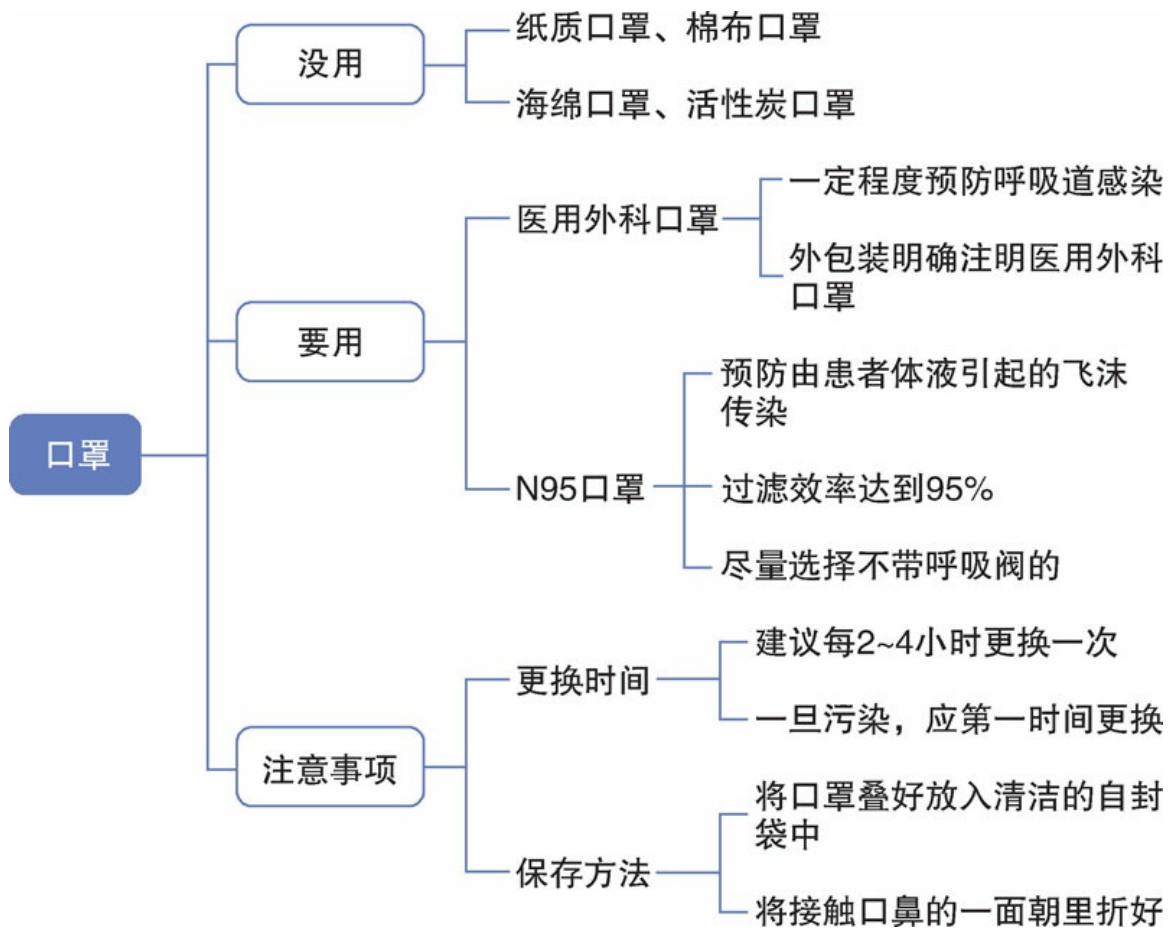 口罩
没用
纸质口罩、棉布口罩
海绵口罩、活性炭口罩
要用
医用外科口罩
一定程度预防呼吸道感染
外包装明确注明医用外科
口罩
N95口罩
预防由患者体液引起的飞沫
传染
过滤效率达到95%
尽量选择不带呼吸阀的
注意事项
更换时间
建议每2~4小时更换一次
一旦污染，应第一时间更换
保存方法
将口罩叠好放入清洁的自封
袋中
将接触口鼻的一面朝里折好